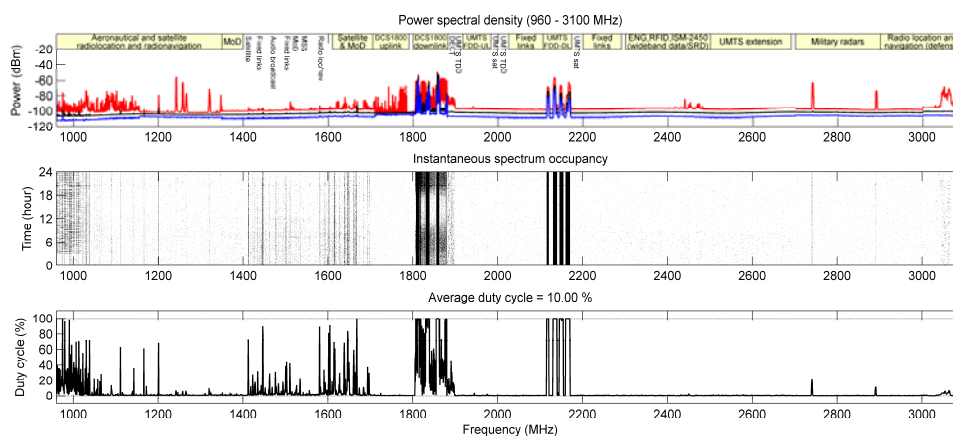 Power spectral density (960 - 3100 MHz)
Aeronautical and satellite
radiolocation and radionavigation
MoD
Satellite
Fixed links
Audio broadcast
Fixed links
MoD
MSS
Radio loc/nav
Satellite
& MoD
DCS1800
uplink
DCS1800
downlink
DECT
UMTS TDD
UMTS
FDD-UL
UMTS sat
UMTS TDD
Fixed
links
UMTS
FDD-DL
UMTS sat
Fixed
links
ENG,RFID,ISM-2450
(wideband data/SRD)
UMTS extension
Military radars
Radio location an
navigation (defens
Power (dBm)
-20
-40
-60
-80
-100
-120
1000 1200 1400 1600 1800 2000 2200 2400 2600 2800 3000
Instantaneous spectrum occupancy
Time (hour)
24
18
12
6
0
1000 1200 1400 1600 1800 2000 2200 2400 2600 2800 3000
Average duty cycle = 10.00 %
Duty cycle (%)
100
80
60
40
20
0
1000 1200 1400 1600 1800 2000 2200 2400 2600 2800 3000
Frequency (MHz)